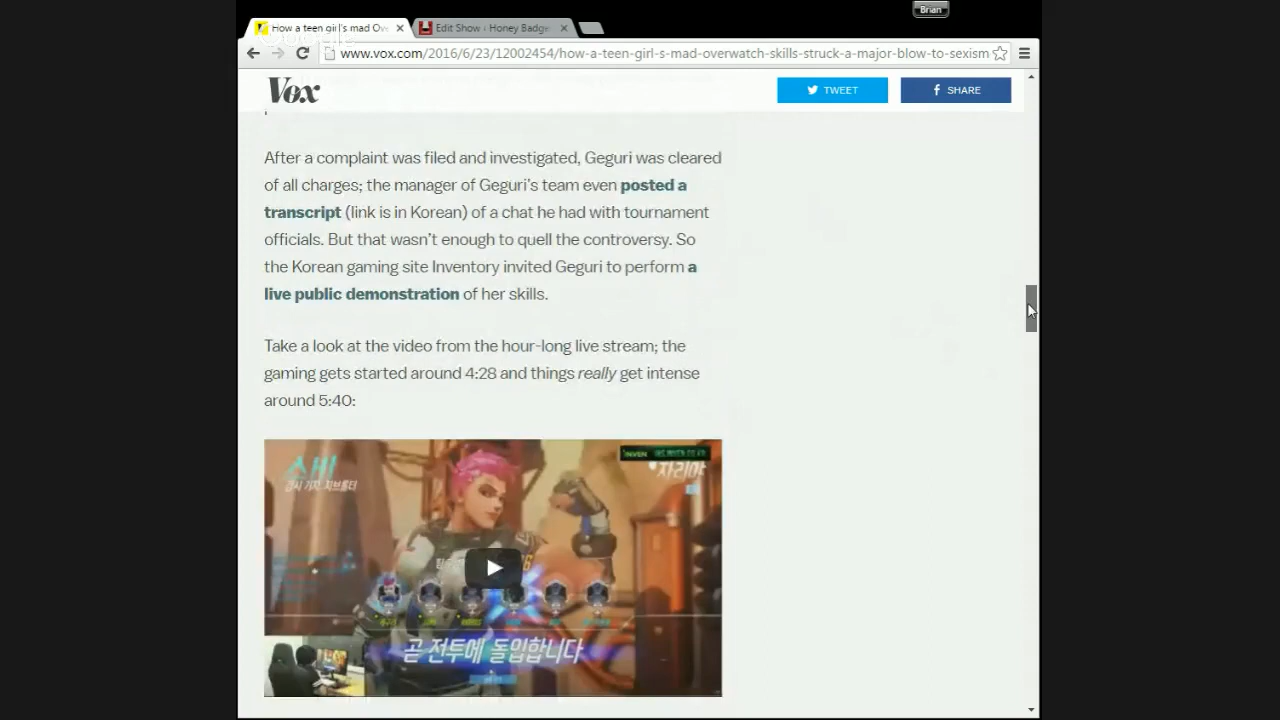 Brian
How a teen girl's mad Ov
Edit Show ‹ Honey Badge
www.vox.com/2016/6/23/12002454/how-a-teen-girl-s-mad-overwatch-skills-struck-a-major-blow-to-sexism
Vox
TWEET
SHARE
After a complaint was filed and investigated, Geguri was cleared
of all charges; the manager of Geguri's team even posted a
transcript (link is in Korean) of a chat he had with tournament
officials. But that wasn't enough to quell the controversy. So
the Korean gaming site Inventory invited Geguri to perform a
live public demonstration of her skills.
Take a look at the video from the hour-long live stream; the
gaming gets started around 4:28 and things really get intense
around 5:40:
INVEN
자리야
곧 전투에 돌입합니다